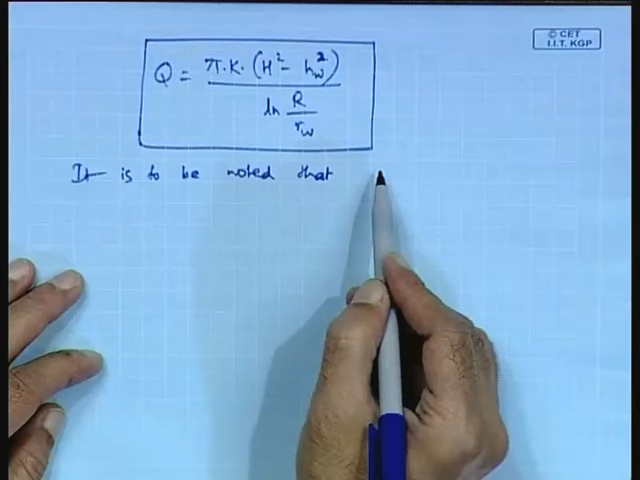 © CET
I.I.T. KGP
Q = π.K.(H² - h_w²) / ln R/r_w
It is to be noted that